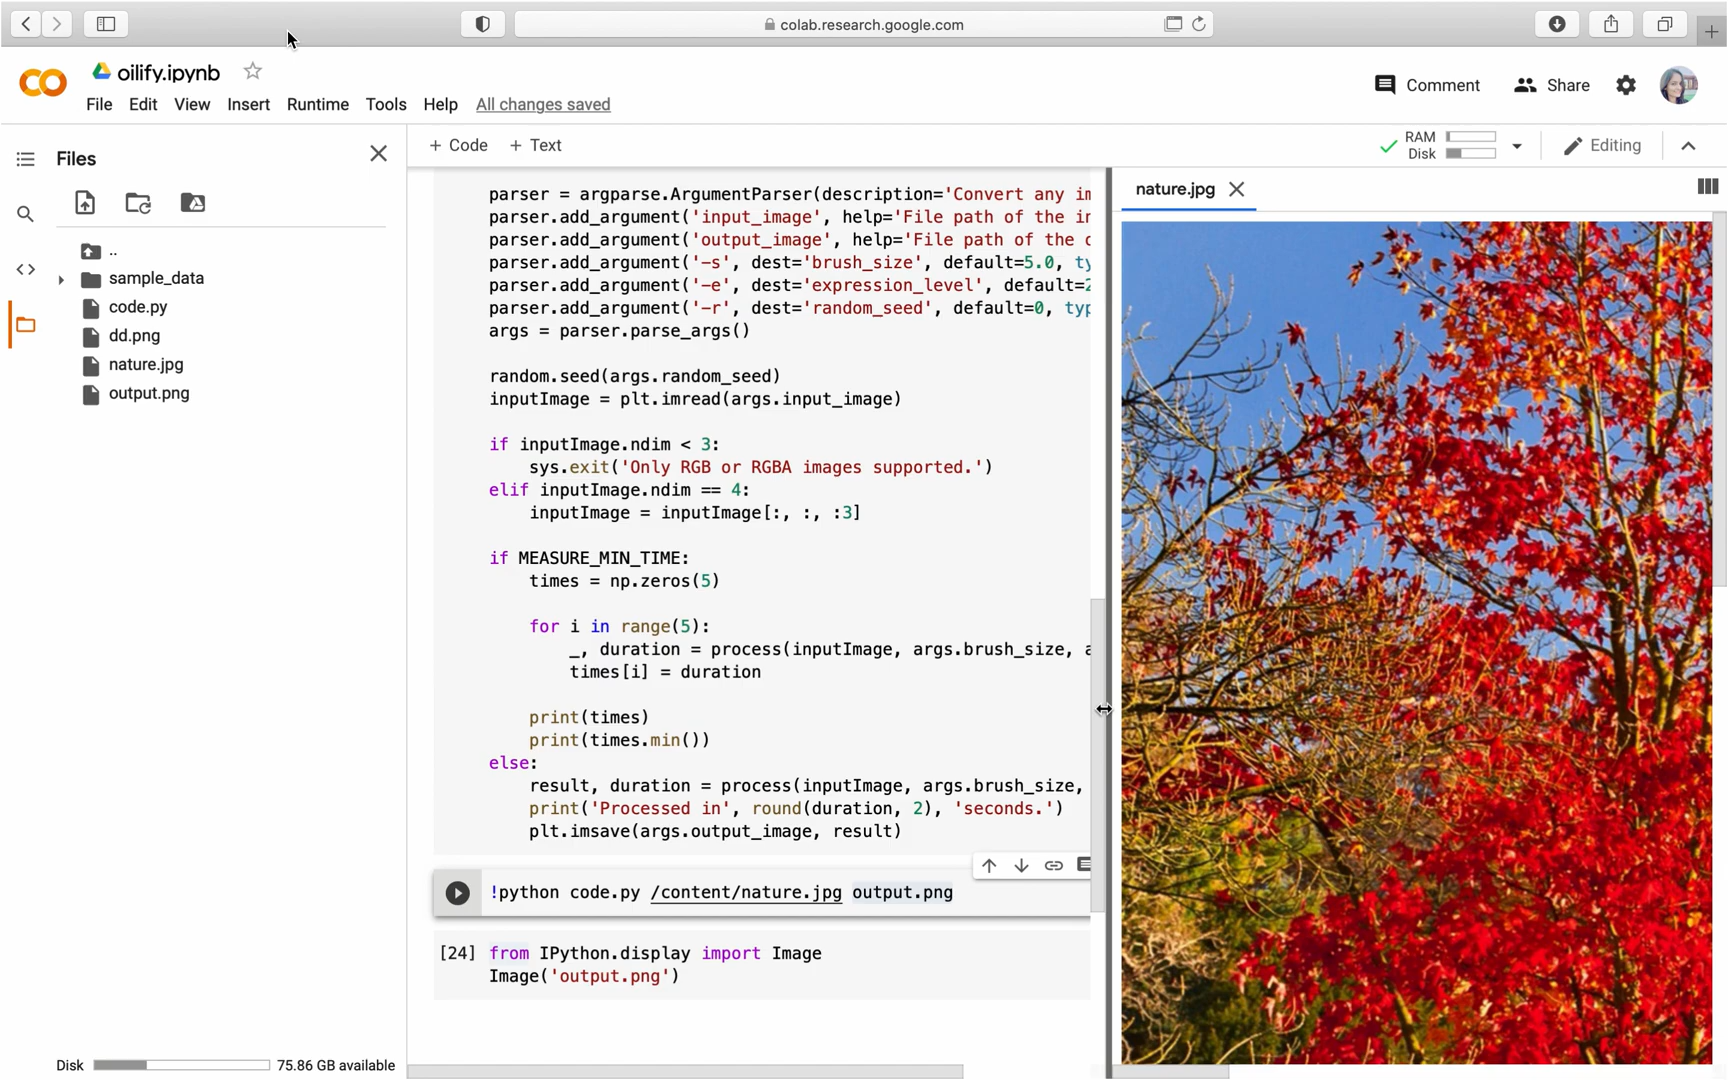 colab.research.google.com
oilify.ipynb
File Edit View Insert Runtime Tools Help All changes saved
Comment Share
Files
+ Code + Text
RAM
Disk
Editing
..
sample_data
code.py
dd.png
nature.jpg
output.png
Disk 75.86 GB available
parser = argparse.ArgumentParser(description='Convert any im
parser.add_argument('input_image', help='File path of the in
parser.add_argument('output_image', help='File path of the o
parser.add_argument('-s', dest='brush_size', default=5.0, ty
parser.add_argument('-e', dest='expression_level', default=2
parser.add_argument('-r', dest='random_seed', default=0, typ
args = parser.parse_args()
random.seed(args.random_seed)
inputImage = plt.imread(args.input_image)
if inputImage.ndim < 3:
sys.exit('Only RGB or RGBA images supported.')
elif inputImage.ndim == 4:
inputImage = inputImage[:, :, :3]
if MEASURE_MIN_TIME:
times = np.zeros(5)
for i in range(5):
_, duration = process(inputImage, args.brush_size, a
times[i] = duration
print(times)
print(times.min())
else:
result, duration = process(inputImage, args.brush_size,
print('Processed in', round(duration, 2), 'seconds.')
plt.imsave(args.output_image, result)
!python code.py /content/nature.jpg output.png
[24] from IPython.display import Image
Image('output.png')
nature.jpg